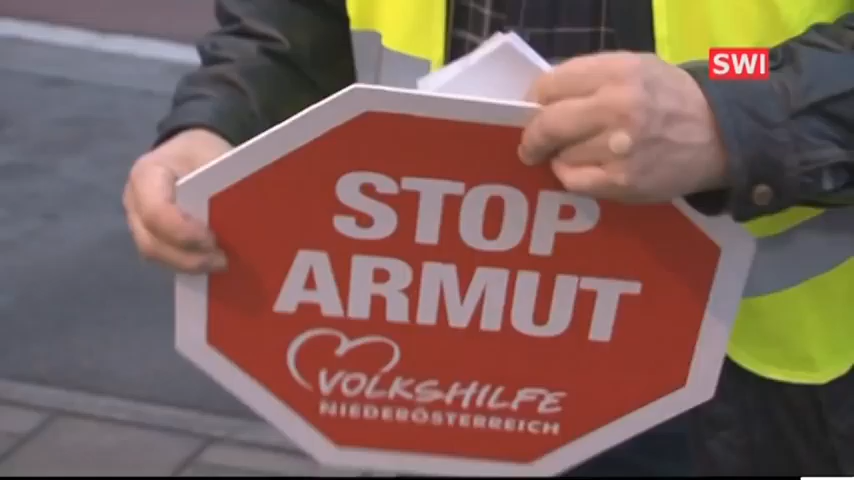 SWI
STOP
ARMUT
VOLKSHILFE
NIEDERÖSTERREICH